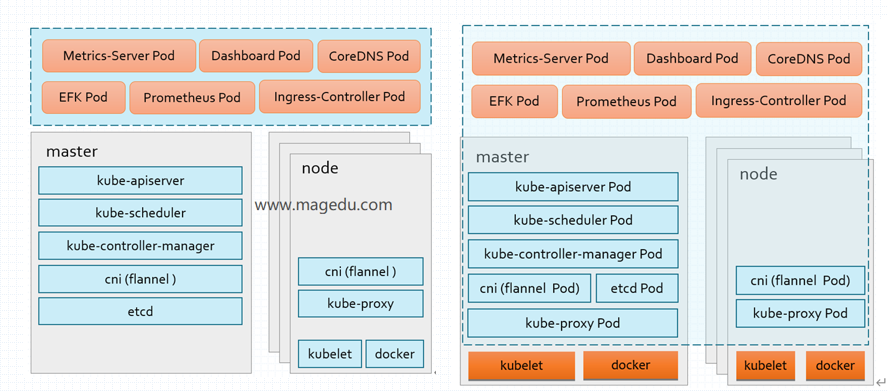 Metrics-Server Pod
Dashboard Pod
CoreDNS Pod
EFK Pod
Prometheus Pod
Ingress-Controller Pod
master
kube-apiserver
kube-scheduler
kube-controller-manager
cni (flannel )
etcd
node
www.magedu.com
cni (flannel )
kube-proxy
kubelet
docker
Metrics-Server Pod
Dashboard Pod
CoreDNS Pod
EFK Pod
Prometheus Pod
Ingress-Controller Pod
master
kube-apiserver Pod
kube-scheduler Pod
kube-controller-manager Pod
cni (flannel Pod)
etcd Pod
kube-proxy Pod
kubelet
docker
node
cni (flannel Pod)
kube-proxy Pod
kubelet
docker